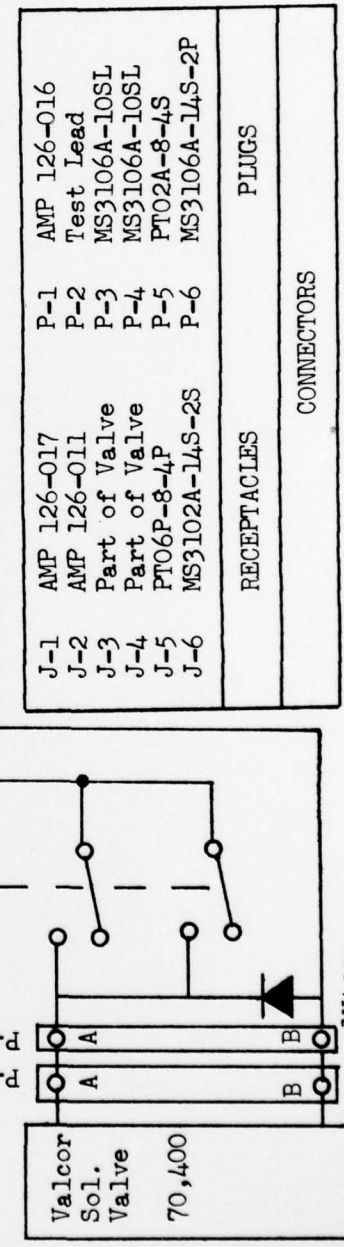 J-1 AMP 126-017 P-1 AMP 126-016
J-2 AMP 126-011 P-2 Test Lead
J-3 Part of Valve P-3 MS3106A-10SL
J-4 Part of Valve P-4 MS3106A-10SL
J-5 PT06P-8-4P P-5 PT02A-8-4S
J-6 MS3102A-14S-2S P-6 MS3106A-14S-2P
RECEPTACLES PLUGS
CONNECTORS
A A
B B
Valcor
Sol.
Valve
70,400